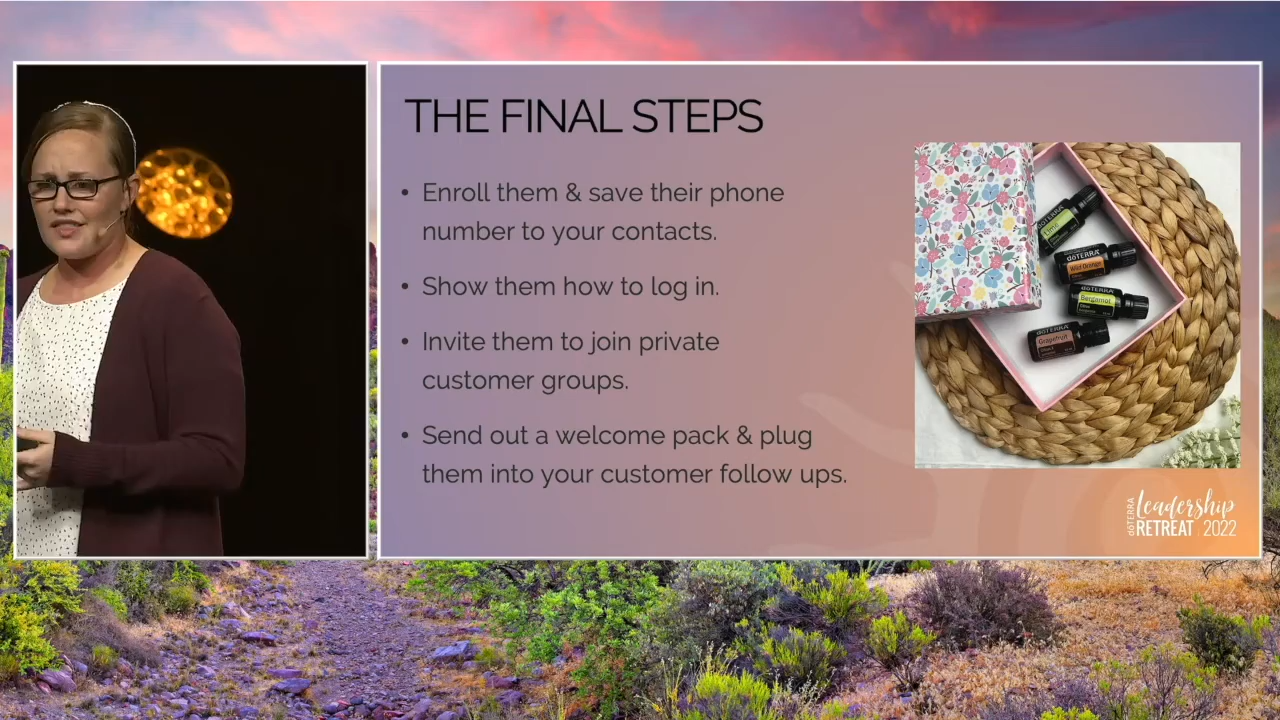 THE FINAL STEPS
• Enroll them & save their phone
number to your contacts.
• Show them how to log in.
• Invite them to join private
customer groups.
• Send out a welcome pack & plug
them into your customer follow ups.
dōTERRA
Wild Orange
dōTERRA
Bergamot
dōTERRA
Grapefruit
dōTERRA
Leadership
RETREAT | 2022